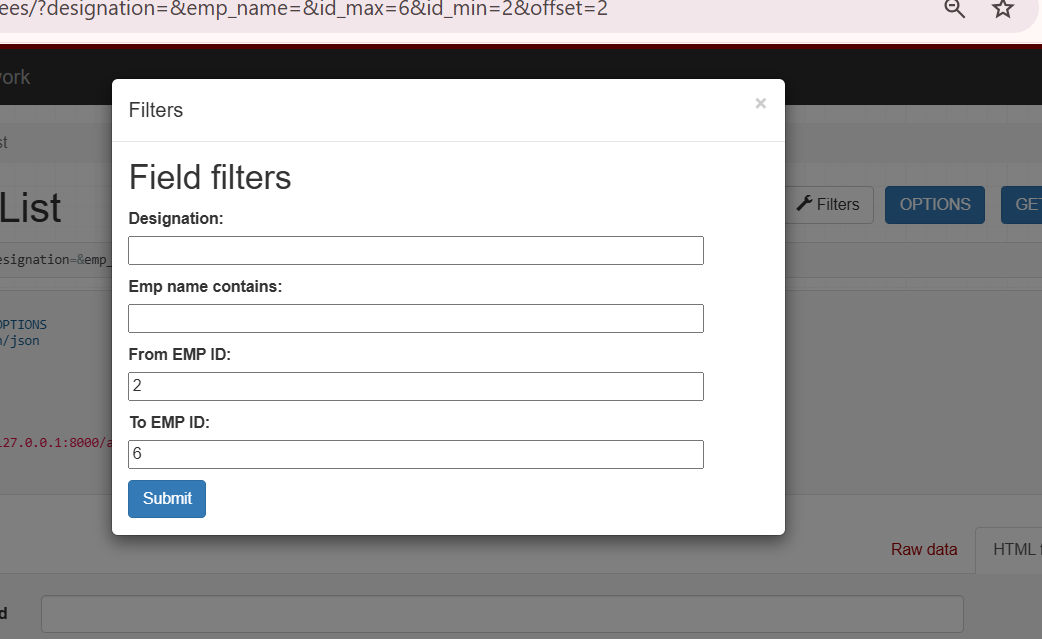 ees/?designation=&emp_name=&id_max=6&id_min=2&offset=2
ork
Filters
×
st
Field filters
List
Filters
OPTIONS
GET
Designation:
esignation=&emp_
Emp name contains:
OPTIONS
n/json
From EMP ID:
2
To EMP ID:
127.0.0.1:8000/a
6
Submit
Raw data
HTML f
d